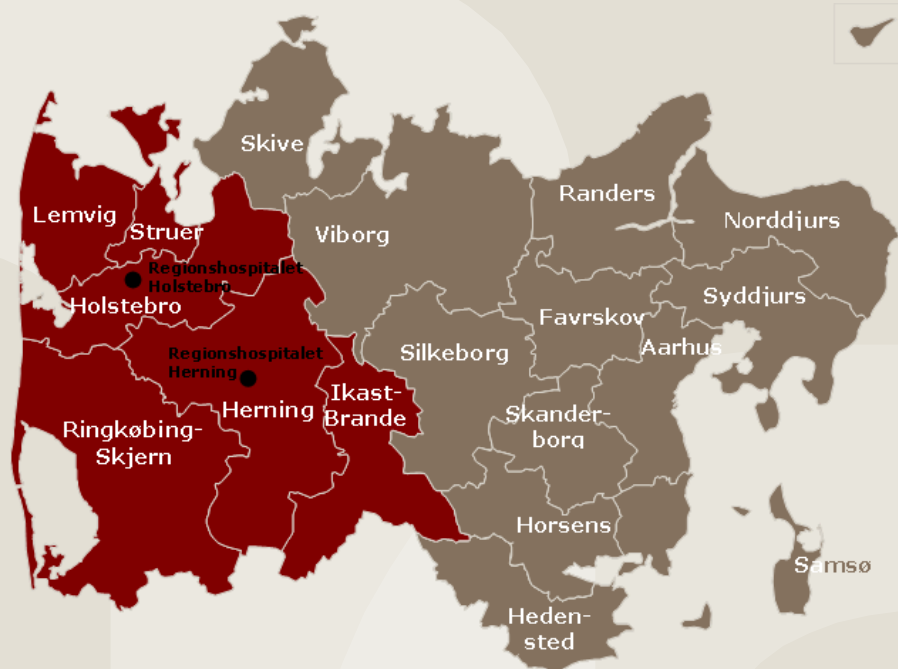 Skive
Randers
Lemvig
Norddjurs
Struer
Viborg
Regionshospitalet
Holstebro
Holstebro
Syddjurs
Favrskov
Aarhus
Silkeborg
Regionshospitalet
Herning
Ikast-
Brande
Herning
Skander-
borg
Ringkøbing-
Skjern
Horsens
Samsø
Heden-
sted